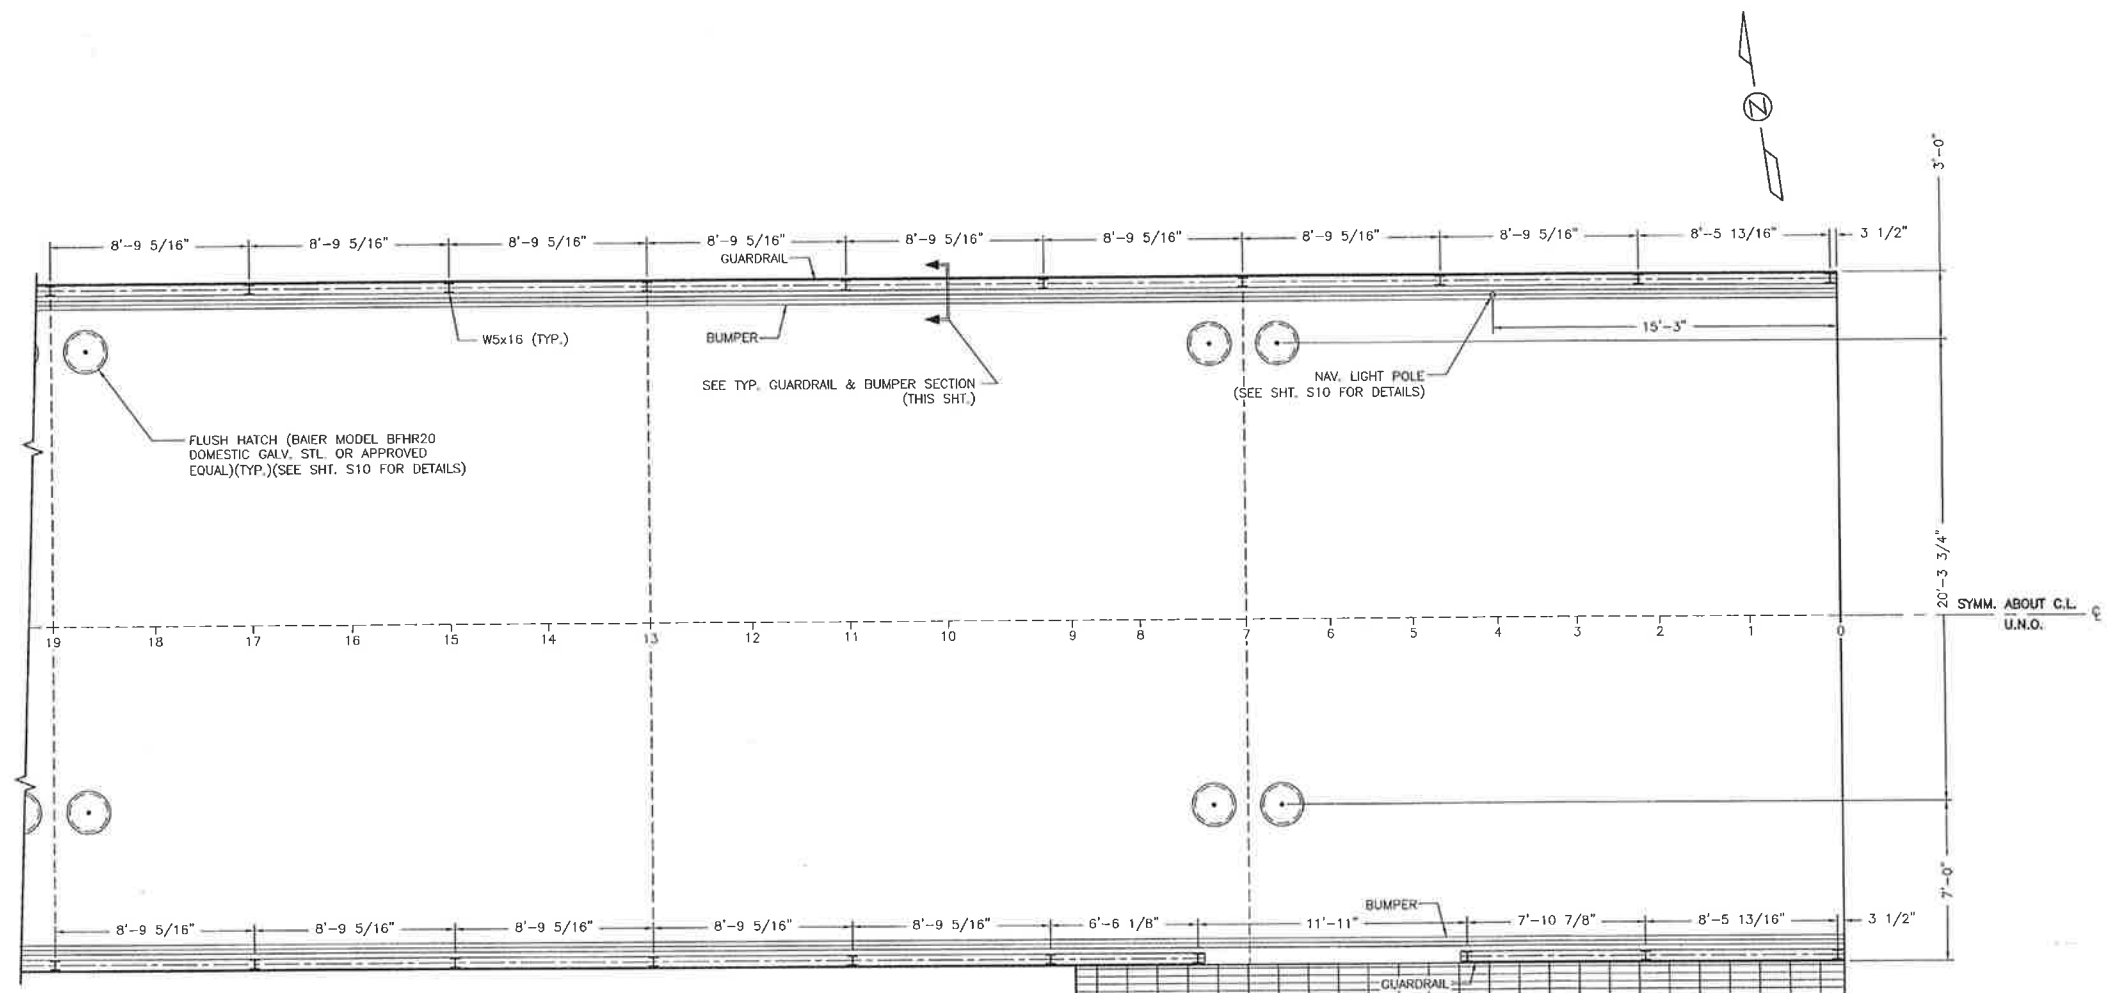 N
3'-0"
8'-9 5/16" 8'-9 5/16" 8'-9 5/16" 8'-9 5/16" 8'-9 5/16" 8'-9 5/16" 8'-9 5/16" 8'-9 5/16" 8'-5 13/16" 3 1/2"
GUARDRAIL
15'-3"
W5x16 (TYP.)
BUMPER
SEE TYP. GUARDRAIL & BUMPER SECTION
(THIS SHT.)
NAV. LIGHT POLE
(SEE SHT. S10 FOR DETAILS)
FLUSH HATCH (BAIER MODEL BFHR20
DOMESTIC GALV. STL. OR APPROVED
EQUAL)(TYP.)(SEE SHT. S10 FOR DETAILS)
20'-3 3/4"
SYMM. ABOUT C.L.
U.N.O.
℄
19 18 17 16 15 14 13 12 11 10 9 8 7 6 5 4 3 2 1 0
7'-0"
BUMPER
8'-9 5/16" 8'-9 5/16" 8'-9 5/16" 8'-9 5/16" 8'-9 5/16" 6'-6 1/8" 11'-11" 7'-10 7/8" 8'-5 13/16" 3 1/2"
GUARDRAIL